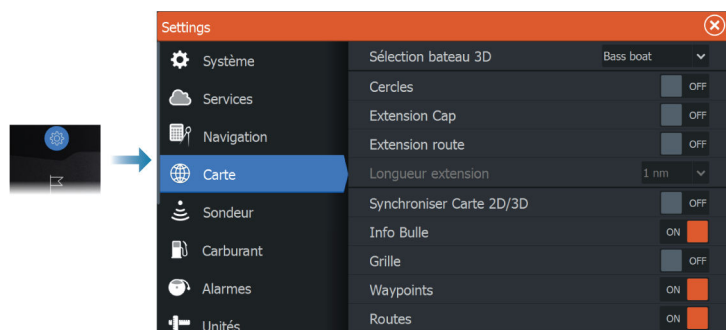 Settings
Système
Services
Navigation
Carte
Sondeur
Carburant
Alarmes
Unités
Sélection bateau 3D Bass boat
Cercles OFF
Extension Cap OFF
Extension route OFF
Longueur extension 1 nm
Synchroniser Carte 2D/3D OFF
Info Bulle ON
Grille OFF
Waypoints ON
Routes ON